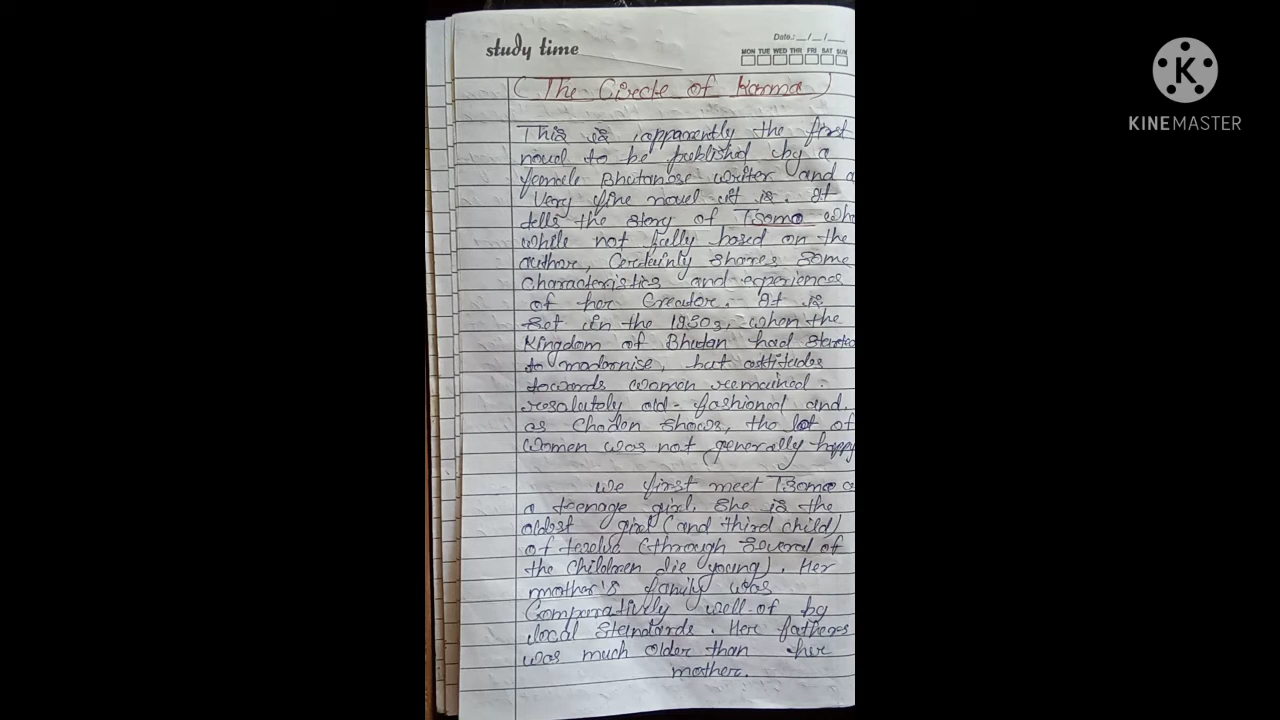 study time
Date.: __/__/__
MON TUE WED THR FRI SAT SUN
KINEMASTER
(The Circle of Karma)
This is apparently the first
novel to be published by a
female Bhutanese writer and a
very fine novel it is. It
tells the story of Tsomo who
while not fully based on the
author, certainly shares some
characteristics and experiences
of her creator. It is
set in the 1950s, when the
Kingdom of Bhutan had started
to modernise, but attitudes
towards women remained
resolutely old-fashioned and
as Choden shows, the lot of
women was not generally happy
we first meet Tsomo a
a teenage girl. She is the
oldest girl (and third child)
of twelve (through several of
the children die young). Her
mother's family was
Comparatively well-of by
local standards. Her fathers
was much older than her
mother.